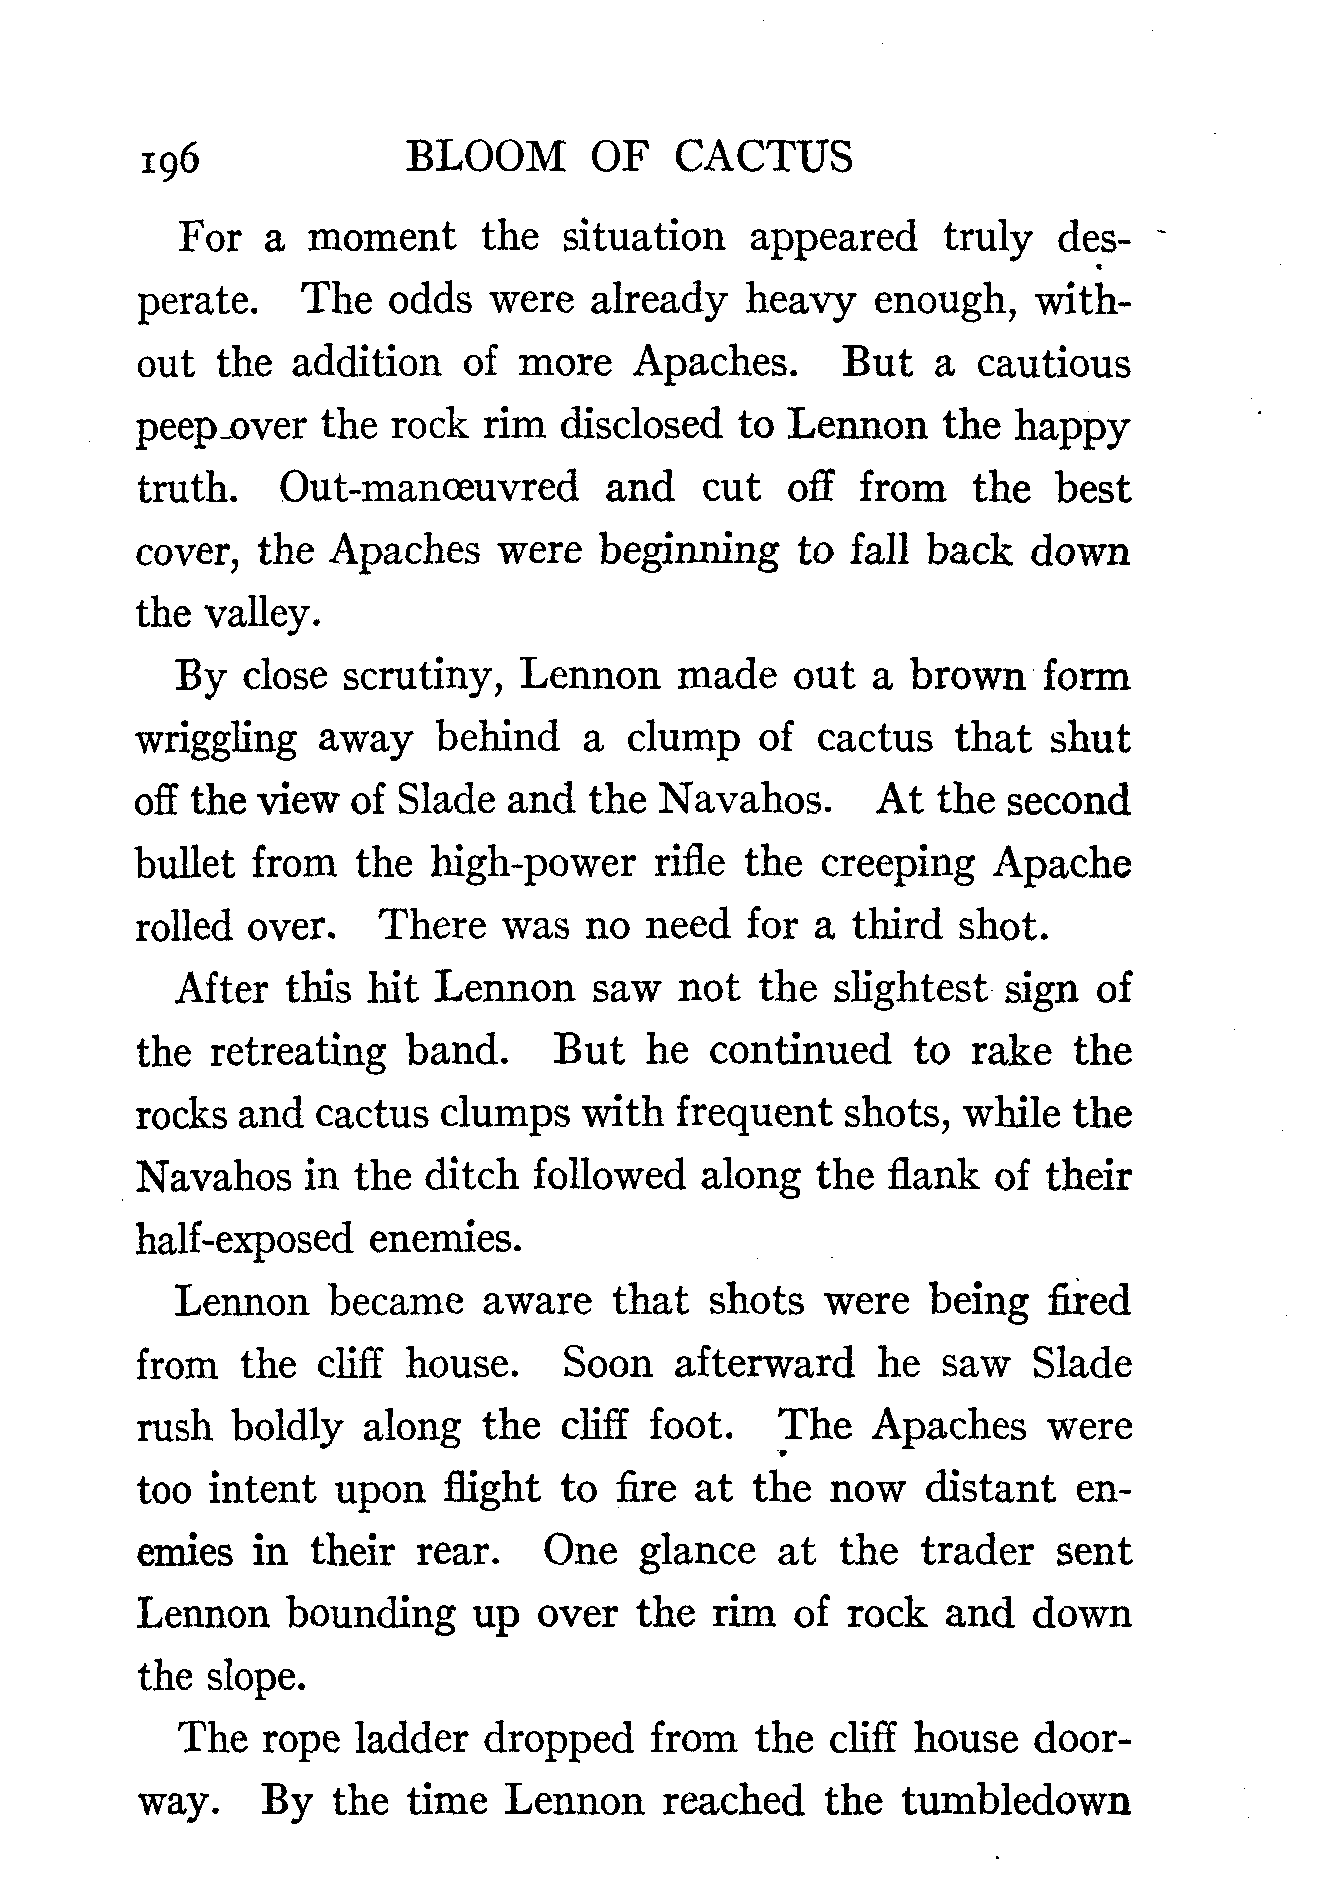 196 BLOOM OF CACTUS
For a moment the situation appeared truly des-
perate. The odds were already heavy enough, with-
out the addition of more Apaches. But a cautious
peep over the rock rim disclosed to Lennon the happy
truth. Out-manœuvred and cut off from the best
cover, the Apaches were beginning to fall back down
the valley.
By close scrutiny, Lennon made out a brown form
wriggling away behind a clump of cactus that shut
off the view of Slade and the Navahos. At the second
bullet from the high-power rifle the creeping Apache
rolled over. There was no need for a third shot.
After this hit Lennon saw not the slightest sign of
the retreating band. But he continued to rake the
rocks and cactus clumps with frequent shots, while the
Navahos in the ditch followed along the flank of their
half-exposed enemies.
Lennon became aware that shots were being fired
from the cliff house. Soon afterward he saw Slade
rush boldly along the cliff foot. The Apaches were
too intent upon flight to fire at the now distant en-
emies in their rear. One glance at the trader sent
Lennon bounding up over the rim of rock and down
the slope.
The rope ladder dropped from the cliff house door-
way. By the time Lennon reached the tumbledown